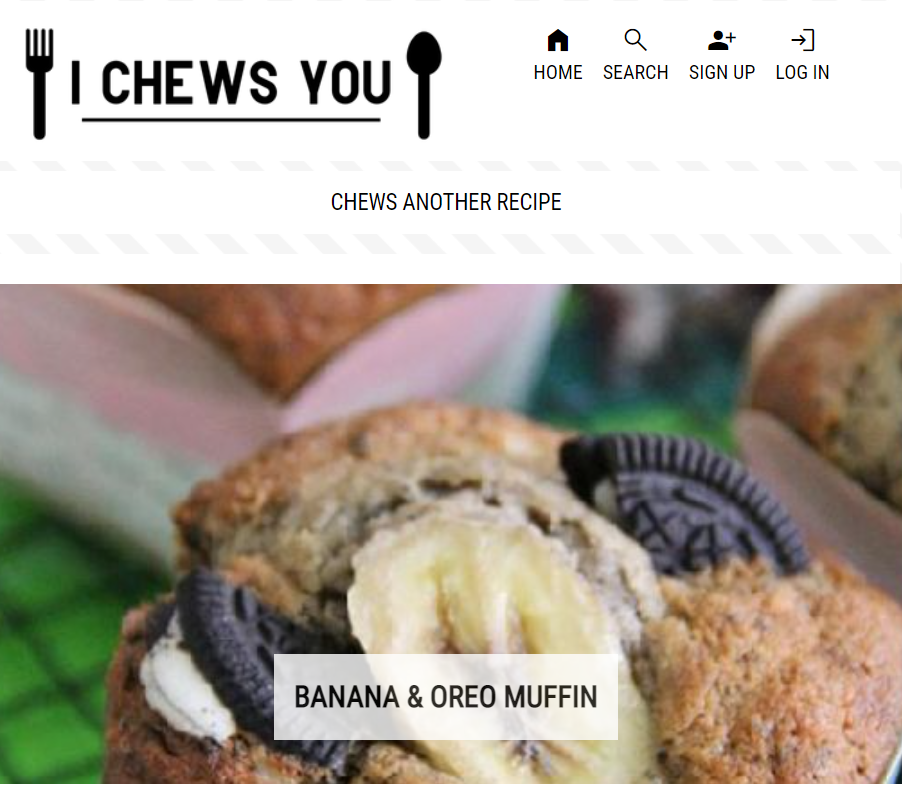 I CHEWS YOU
HOME SEARCH SIGN UP LOG IN
CHEWS ANOTHER RECIPE
BANANA & OREO MUFFIN